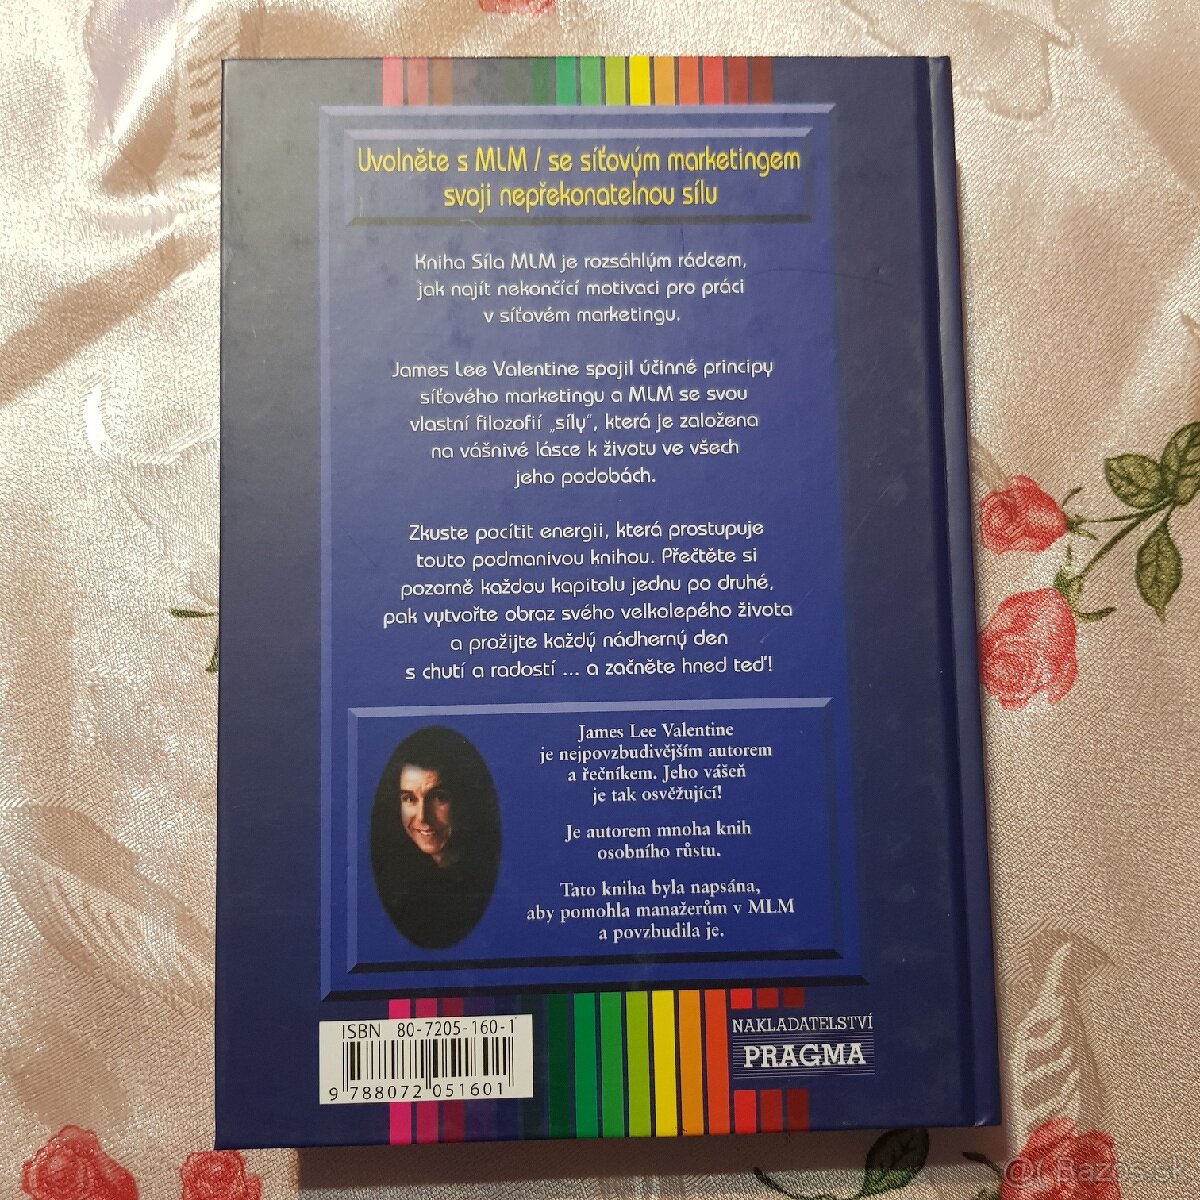 Uvolněte s MLM / se síťovým marketingem
svoji nepřekonatelnou sílu
Kniha Síla MLM je rozsáhlým rádcem,
jak najít nekončící motivaci pro práci
v síťovém marketingu.
James Lee Valentine spojil účinné principy
síťového marketingu a MLM se svou
vlastní filozofií „síly", která je založena
na vášnivé lásce k životu ve všech
jeho podobách.
Zkuste pocítit energii, která prostupuje
touto podmanivou knihou. Přečtěte si
pozorně každou kapitolu jednu po druhé,
pak vytvořte obraz svého velkolepého života
a prožijte každý nádherný den
s chutí a radostí ... a začněte hned teď!
James Lee Valentine
je nejpovzbudivějším autorem
a řečníkem. Jeho vášeň
je tak osvěžující!
Je autorem mnoha knih
osobního růstu.
Tato kniha byla napsána,
aby pomohla manažerům v MLM
a povzbudila je.
ISBN 80-7205-160-1
9 788072 051601
NAKLADATELSTVÍ
PRAGMA
Bazos.sk